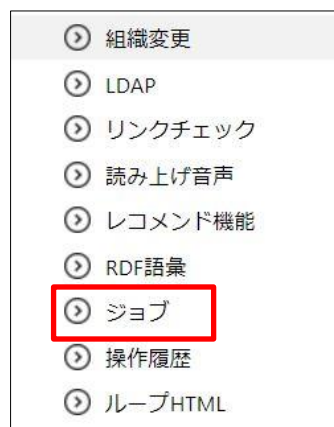 組織変更
LDAP
リンクチェック
読み上げ音声
レコメンド機能
RDF語彙
ジョブ
操作履歴
ループHTML